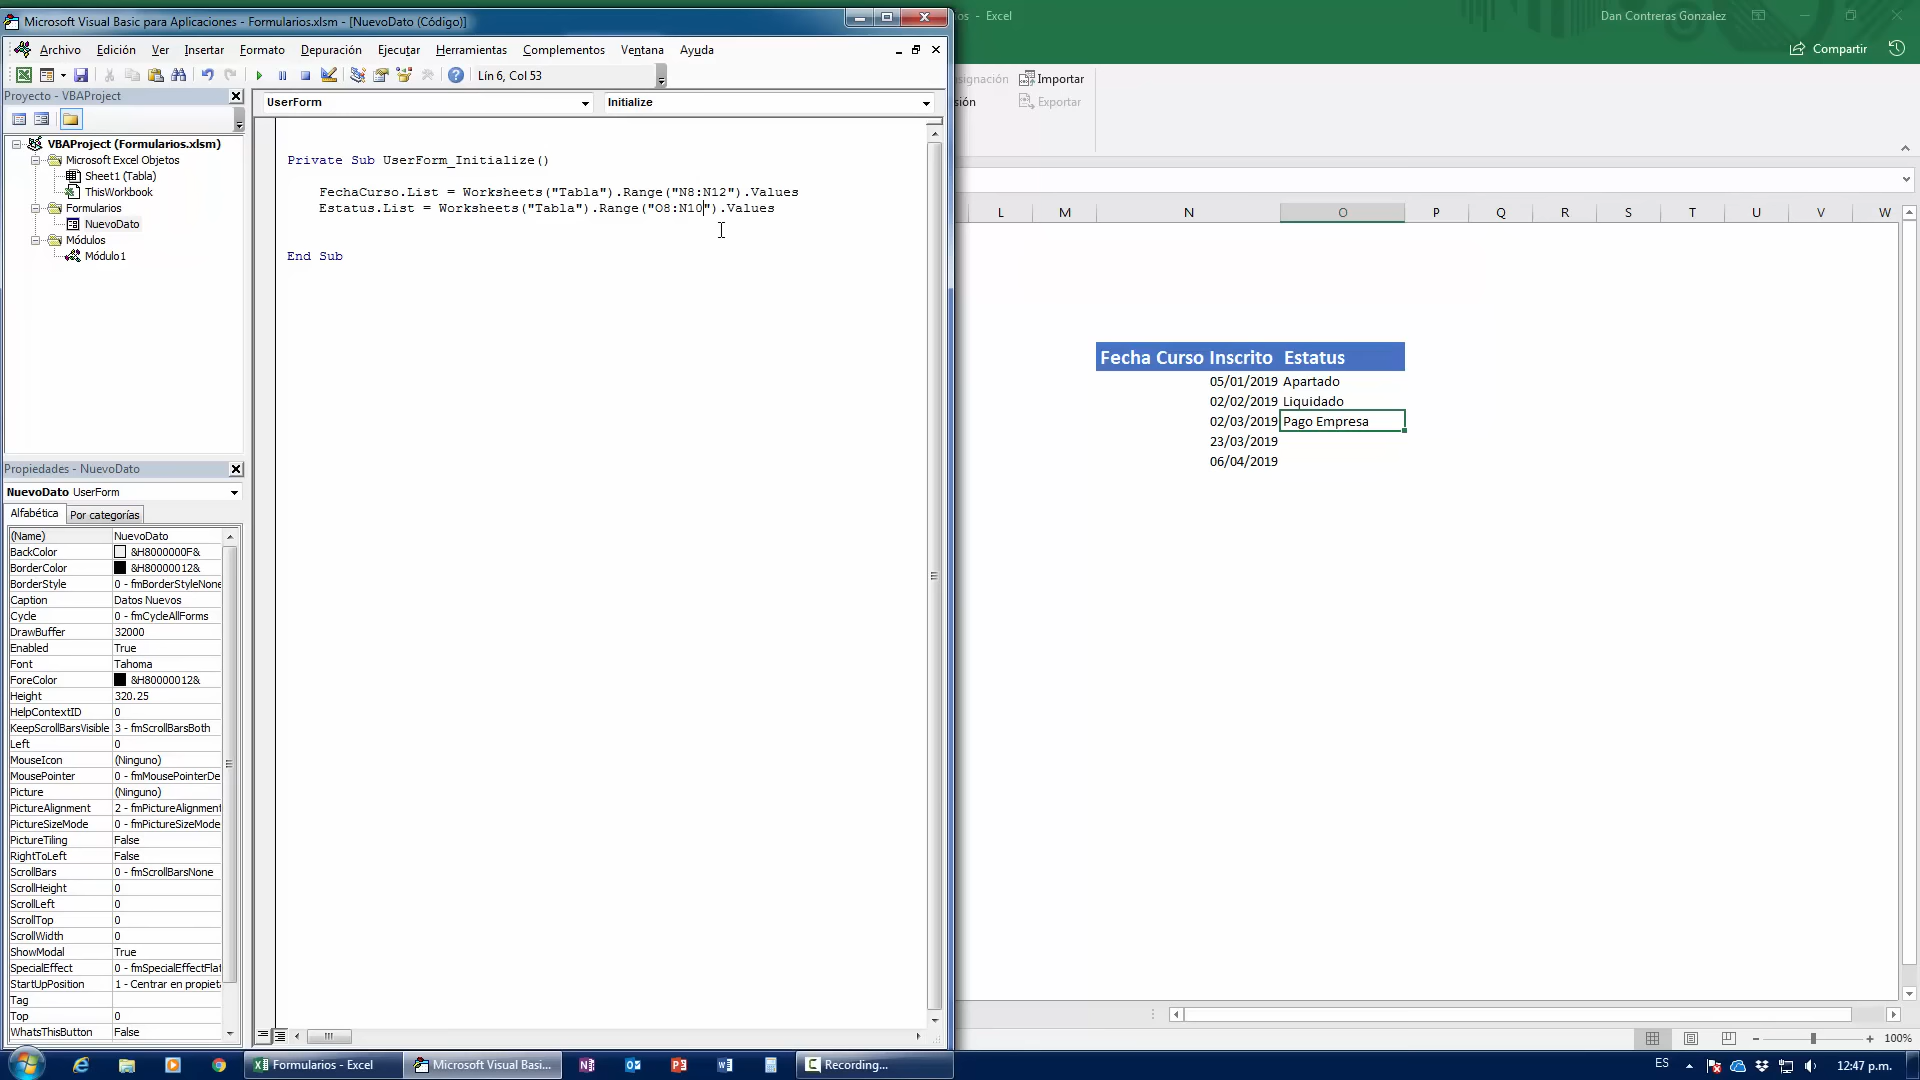 Microsoft Visual Basic para Aplicaciones - Formularios.xlsm - [NuevoDato (Código)]
- Excel
Dan Contreras Gonzalez
Archivo Edición Ver Insertar Formato Depuración Ejecutar Herramientas Complementos Ventana Ayuda
Compartir
Lín 6, Col 53
Importar
Exportar
Proyecto - VBAProject
UserForm
Initialize
VBAProject (Formularios.xlsm)
Microsoft Excel Objetos
Sheet1 (Tabla)
ThisWorkbook
Formularios
NuevoDato
Módulos
Módulo1
Private Sub UserForm_Initialize()
FechaCurso.List = Worksheets("Tabla").Range("N8:N12").Values
Estatus.List = Worksheets("Tabla").Range("O8:N10").Values
End Sub
L M N O P Q R S T U V W
Fecha Curso Inscrito Estatus
05/01/2019 Apartado
02/02/2019 Liquidado
02/03/2019 Pago Empresa
23/03/2019
06/04/2019
Propiedades - NuevoDato
NuevoDato UserForm
Alfabética Por categorías
(Name) NuevoDato
BackColor &H8000000F&
BorderColor &H80000012&
BorderStyle 0 - fmBorderStyleNone
Caption Datos Nuevos
Cycle 0 - fmCycleAllForms
DrawBuffer 32000
Enabled True
Font Tahoma
ForeColor &H80000012&
Height 320.25
HelpContextID 0
KeepScrollBarsVisible 3 - fmScrollBarsBoth
Left 0
MouseIcon (Ninguno)
MousePointer 0 - fmMousePointerDe
Picture (Ninguno)
PictureAlignment 2 - fmPictureAlignment
PictureSizeMode 0 - fmPictureSizeMode
PictureTiling False
RightToLeft False
ScrollBars 0 - fmScrollBarsNone
ScrollHeight 0
ScrollLeft 0
ScrollTop 0
ScrollWidth 0
ShowModal True
SpecialEffect 0 - fmSpecialEffectFlat
StartUpPosition 1 - Centrar en propiet
Tag
Top 0
WhatsThisButton False
100%
Formularios - Excel
Microsoft Visual Basi...
Recording...
ES
12:47 p.m.